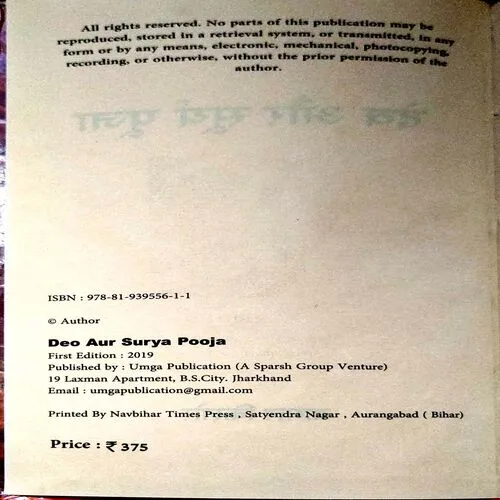 All rights reserved. No parts of this publication may be
reproduced, stored in a retrieval system, or transmitted, in any
form or by any means, electronic, mechanical, photocopying,
recording, or otherwise, without the prior permission of the
author.
देव और सूर्य पूजा
ISBN : 978-81-939556-1-1
© Author
Deo Aur Surya Pooja
First Edition : 2019
Published by : Umga Publication (A Sparsh Group Venture)
19 Laxman Apartment, B.S.City. Jharkhand
Email : umgapublication@gmail.com
Printed By Navbihar Times Press , Satyendra Nagar , Aurangabad ( Bihar)
Price : ₹ 375